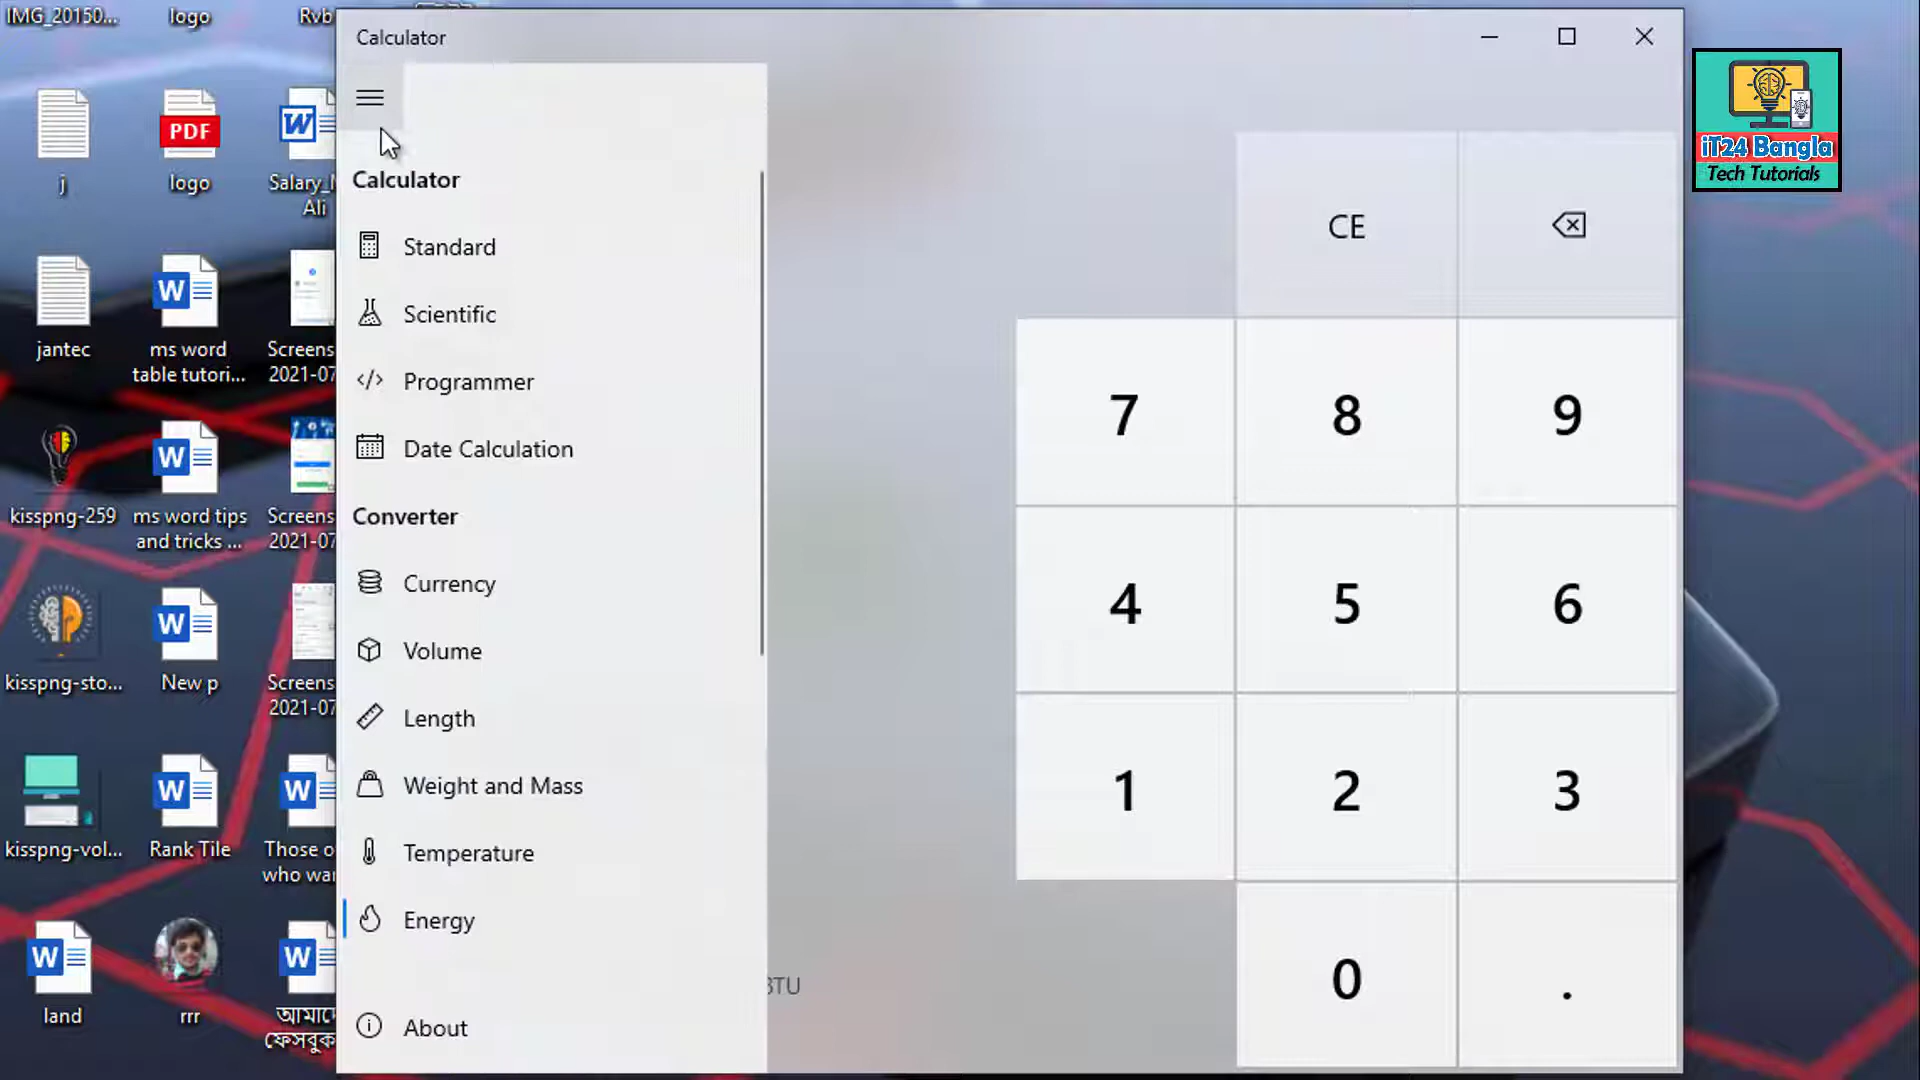 IMG_20150...
logo
Rvb
j
PDF
logo
Salary_
Ali
jantec
ms word
table tutori...
Screens
2021-07
kisspng-259
ms word tips
and tricks ...
Screens
2021-07
kisspng-sto...
New p
Screens
2021-07
kisspng-vol...
Rank Tile
Those o
who wa
land
rrr
আমাদে
ফেসবুক
Calculator
Calculator
Standard
Scientific
Programmer
Date Calculation
Converter
Currency
Volume
Length
Weight and Mass
Temperature
Energy
About
BTU
CE
7 8 9
4 5 6
1 2 3
0 .
iT24 Bangla
Tech Tutorials